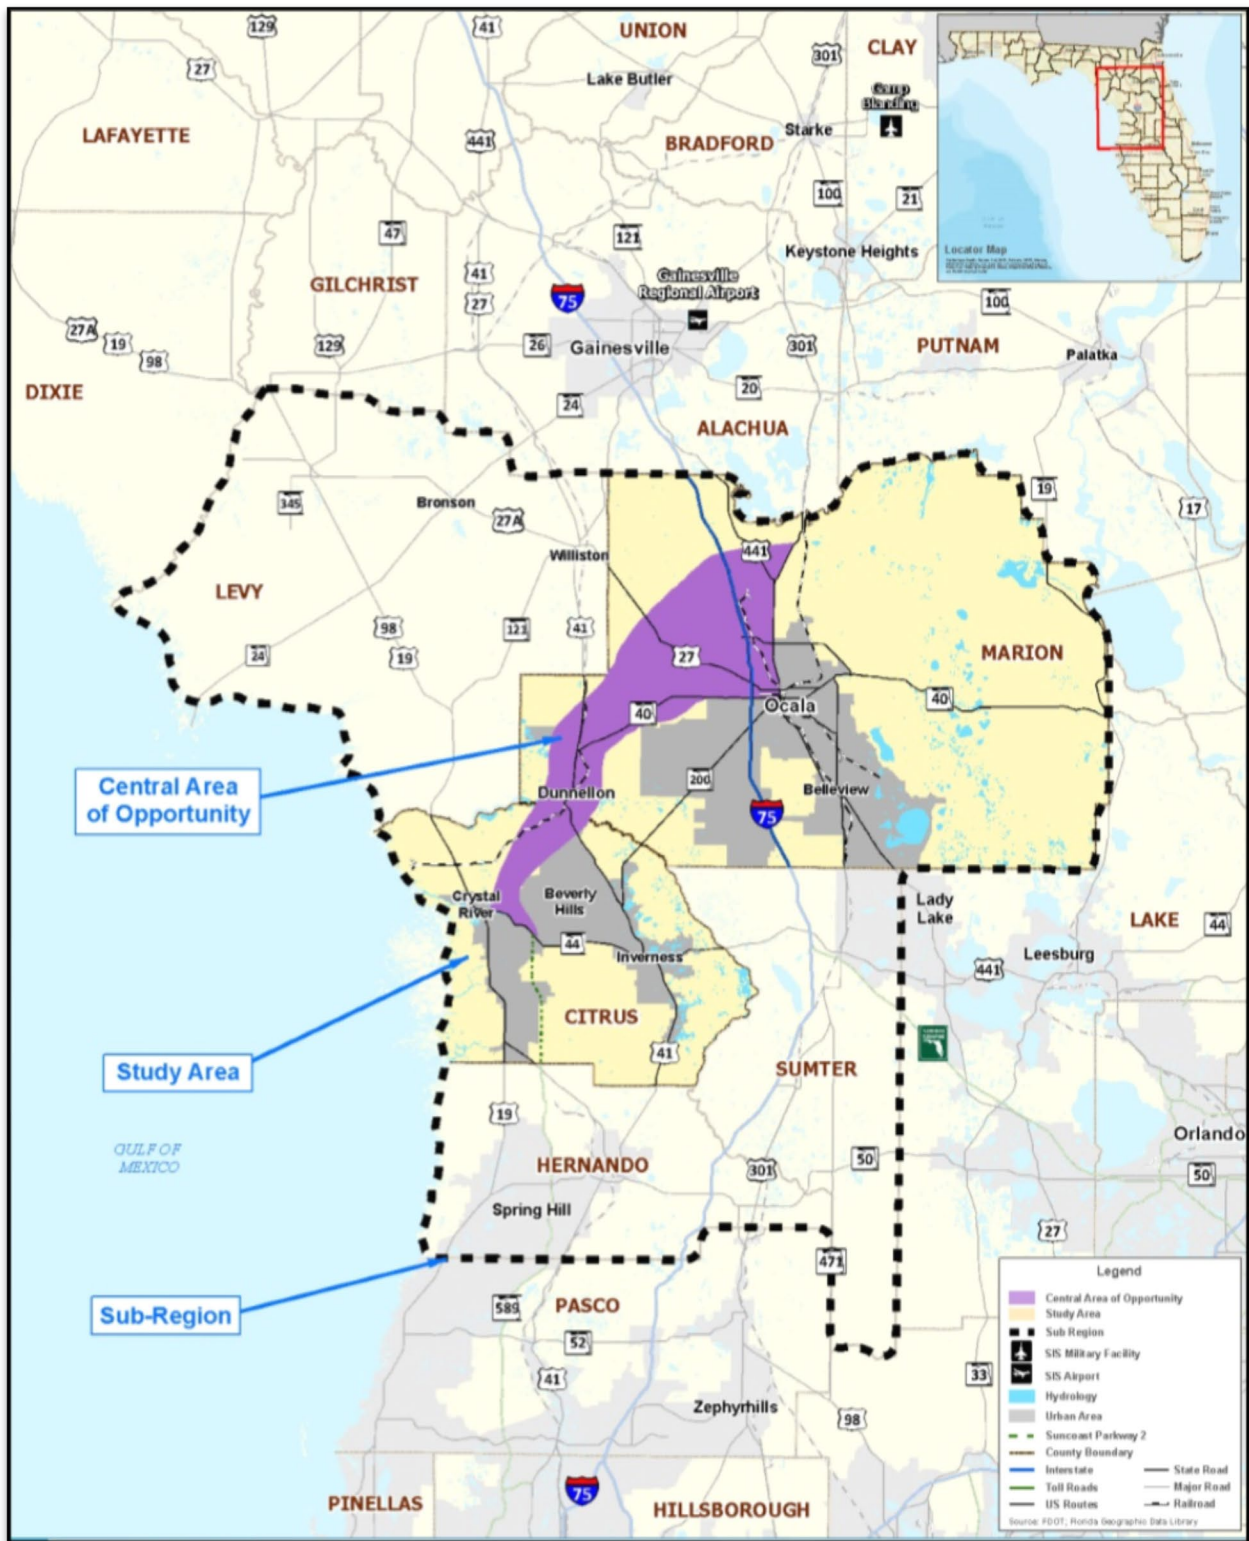 129
41
UNION
301
CLAY
27
Lake Butler
Camp
Blanding
LAFAYETTE
441
BRADFORD
Starke
100
21
47
121
Keystone Heights
Locator Map
41
27
GILCHRIST
Gainesville
Regional Airport
75
100
27A
19
98
129
26
Gainesville
301
PUTNAM
Palatka
DIXIE
24
20
ALACHUA
345
Bronson
27A
19
17
Williston
441
LEVY
98
19
121
41
24
27
MARION
40
Ocala
40
Central Area
of Opportunity
200
Dunnellon
Belleview
75
Crystal
River
Beverly
Hills
Lady
Lake
LAKE
44
44
Inverness
441
Leesburg
CITRUS
41
Study Area
SUMTER
19
GULF OF
MEXICO
HERNANDO
301
50
Orlando
50
Spring Hill
27
471
Sub-Region
589
PASCO
52
41
33
Zephyrhills
98
75
PINELLAS
HILLSBOROUGH
Legend
Central Area of Opportunity
Study Area
Sub Region
SIS Military Facility
SIS Airport
Hydrology
Urban Area
Suncoast Parkway 2
County Boundary
Interstate
State Road
Toll Roads
Major Road
US Routes
Railroad
Source: FDOT; Florida Geographic Data Library